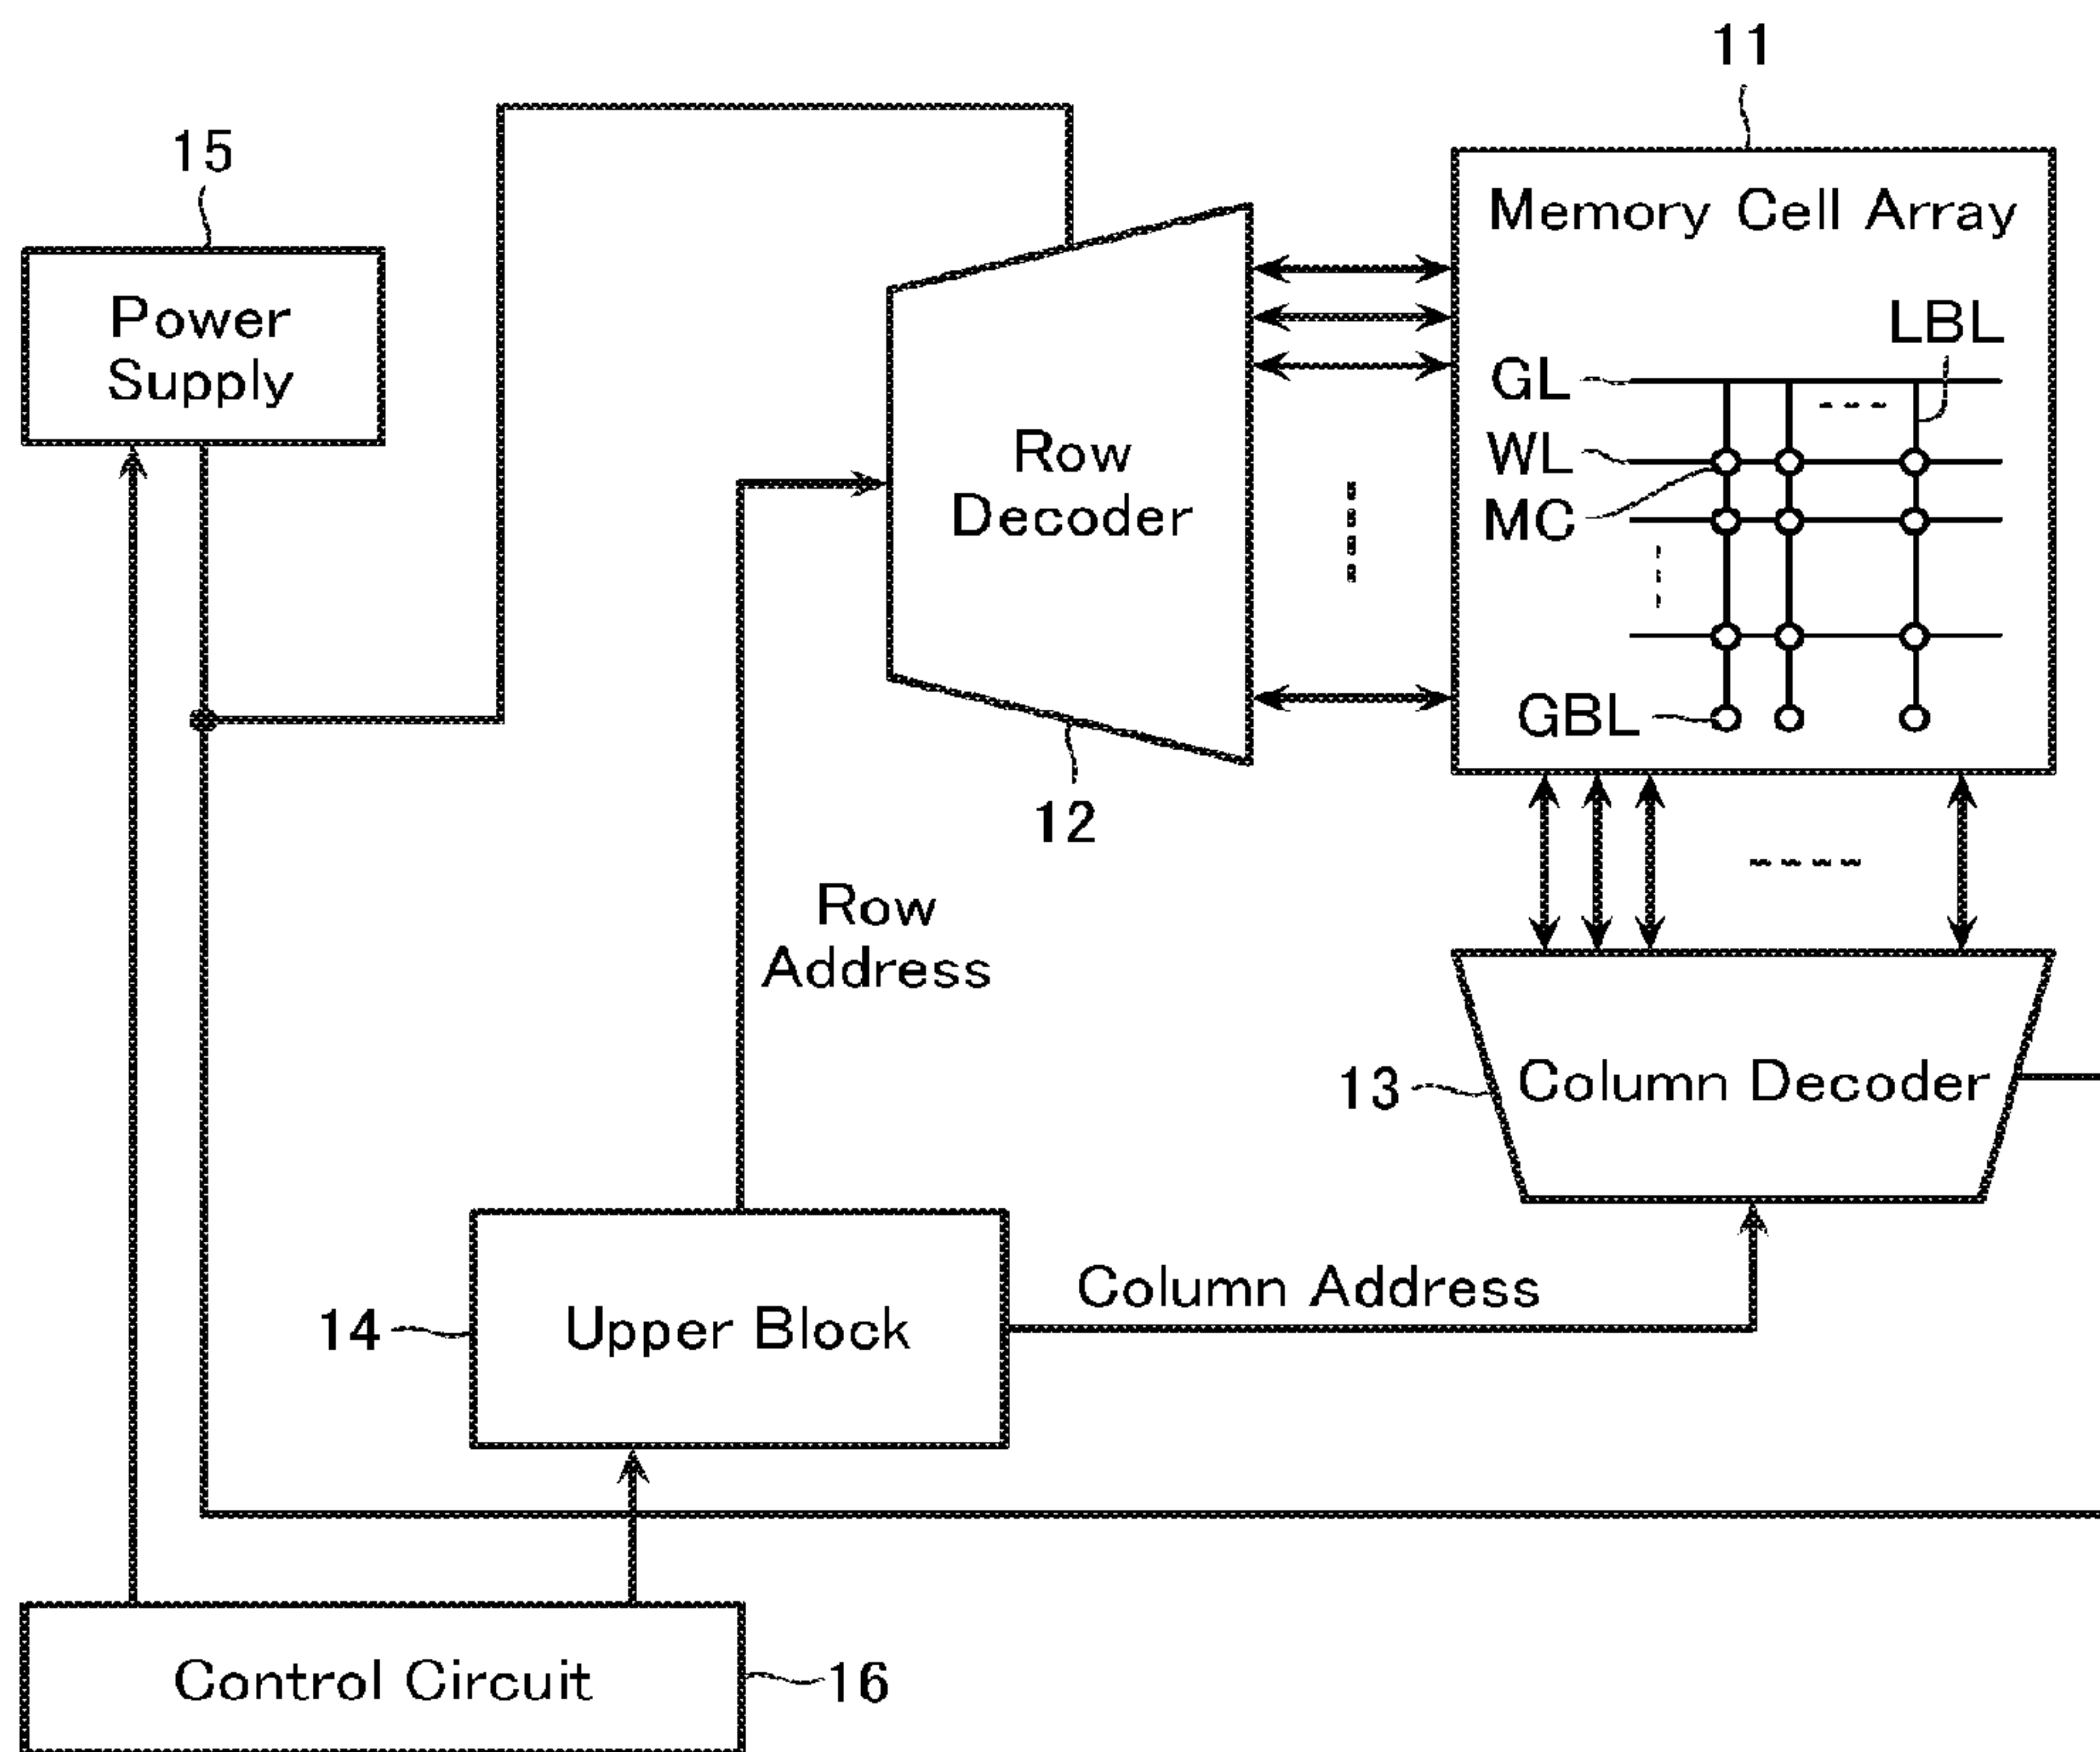 11
15
Memory Cell Array
Power
Supply
LBL
GL
WL
MC
GBL
Row
Decoder
12
Row
Address
13
Column Decoder
Column Address
14
Upper Block
Control Circuit
16